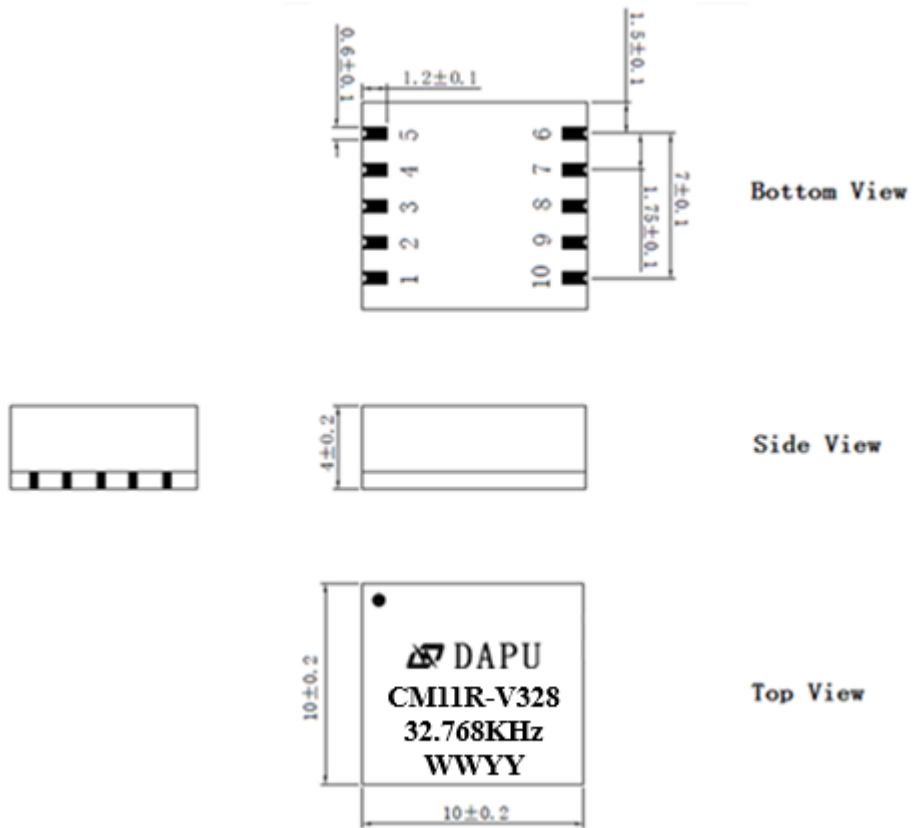 0.6±0.1
1.2±0.1
1.5±0.1
5
6
4
7
3
8
2
9
1
10
1.75±0.1
7±0.1
Bottom View
4±0.2
Side View
10±0.2
DAPU
CM11R-V328
32.768KHz
WWYY
Top View
10±0.2